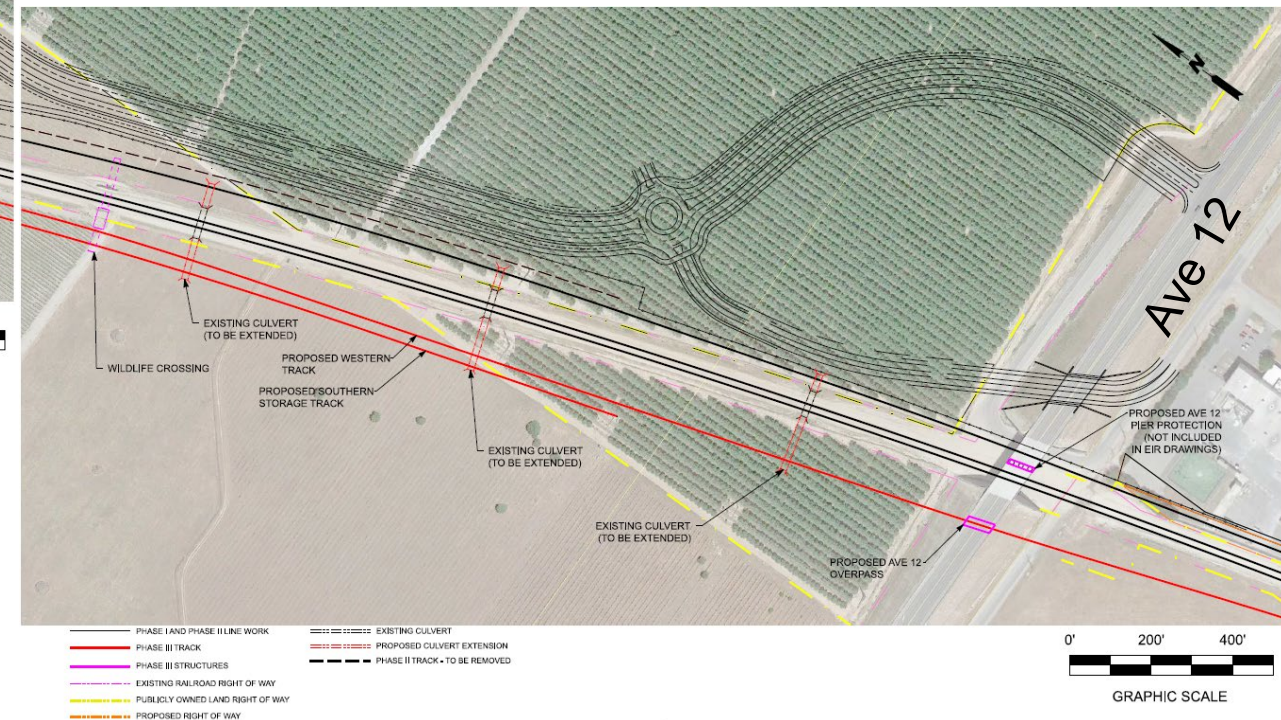 N
Ave 12
EXISTING CULVERT
(TO BE EXTENDED)
WILDLIFE CROSSING
PROPOSED WESTERN
TRACK
PROPOSED SOUTHERN
STORAGE TRACK
EXISTING CULVERT
(TO BE EXTENDED)
EXISTING CULVERT
(TO BE EXTENDED)
PROPOSED AVE 12
PIER PROTECTION
(NOT INCLUDED
IN EIR DRAWINGS)
PROPOSED AVE 12
OVERPASS
PHASE I AND PHASE II LINE WORK
PHASE III TRACK
PHASE III STRUCTURES
EXISTING RAILROAD RIGHT OF WAY
PUBLICLY OWNED LAND RIGHT OF WAY
PROPOSED RIGHT OF WAY
EXISTING CULVERT
PROPOSED CULVERT EXTENSION
PHASE II TRACK - TO BE REMOVED
0' 200' 400'
GRAPHIC SCALE